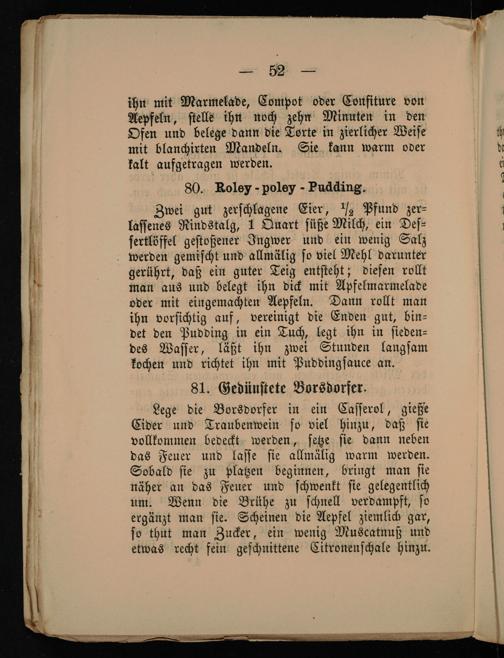 — 52 —
ihn mit Marmelade, Compot oder Confiture von
Aepfeln, stelle ihn noch zehn Minuten in den
Ofen und belege dann die Torte in zierlicher Weise
mit blanchirten Mandeln. Sie kann warm oder
kalt aufgetragen werden.
80. Roley-poley-Pudding.
Zwei gut zerschlagene Eier, 1/2 Pfund zer=
lassenes Rindstalg, 1 Quart süße Milch, ein Des=
sertlöffel gestoßener Ingwer und ein wenig Salz
werden gemischt und allmälig so viel Mehl darunter
gerührt, daß ein guter Teig entsteht; diesen rollt
man aus und belegt ihn dick mit Apfelmarmelade
oder mit eingemachten Aepfeln. Dann rollt man
ihn vorsichtig auf, vereinigt die Enden gut, bin=
det den Pudding in ein Tuch, legt ihn in sieden=
des Wasser, läßt ihn zwei Stunden langsam
kochen und richtet ihn mit Puddingsauce an.
81. Gedünstete Borsdorfer.
Lege die Borsdorfer in ein Casserol, gieße
Cider und Traubenwein so viel hinzu, daß sie
vollkommen bedeckt werden, setze sie dann neben
das Feuer und lasse sie allmälig warm werden.
Sobald sie zu platzen beginnen, bringt man sie
näher an das Feuer und schwenkt sie gelegentlich
um. Wenn die Brühe zu schnell verdampft, so
ergänzt man sie. Scheinen die Aepfel ziemlich gar,
so thut man Zucker, ein wenig Muscatnuß und
etwas recht fein geschnittene Citronenschale hinzu.